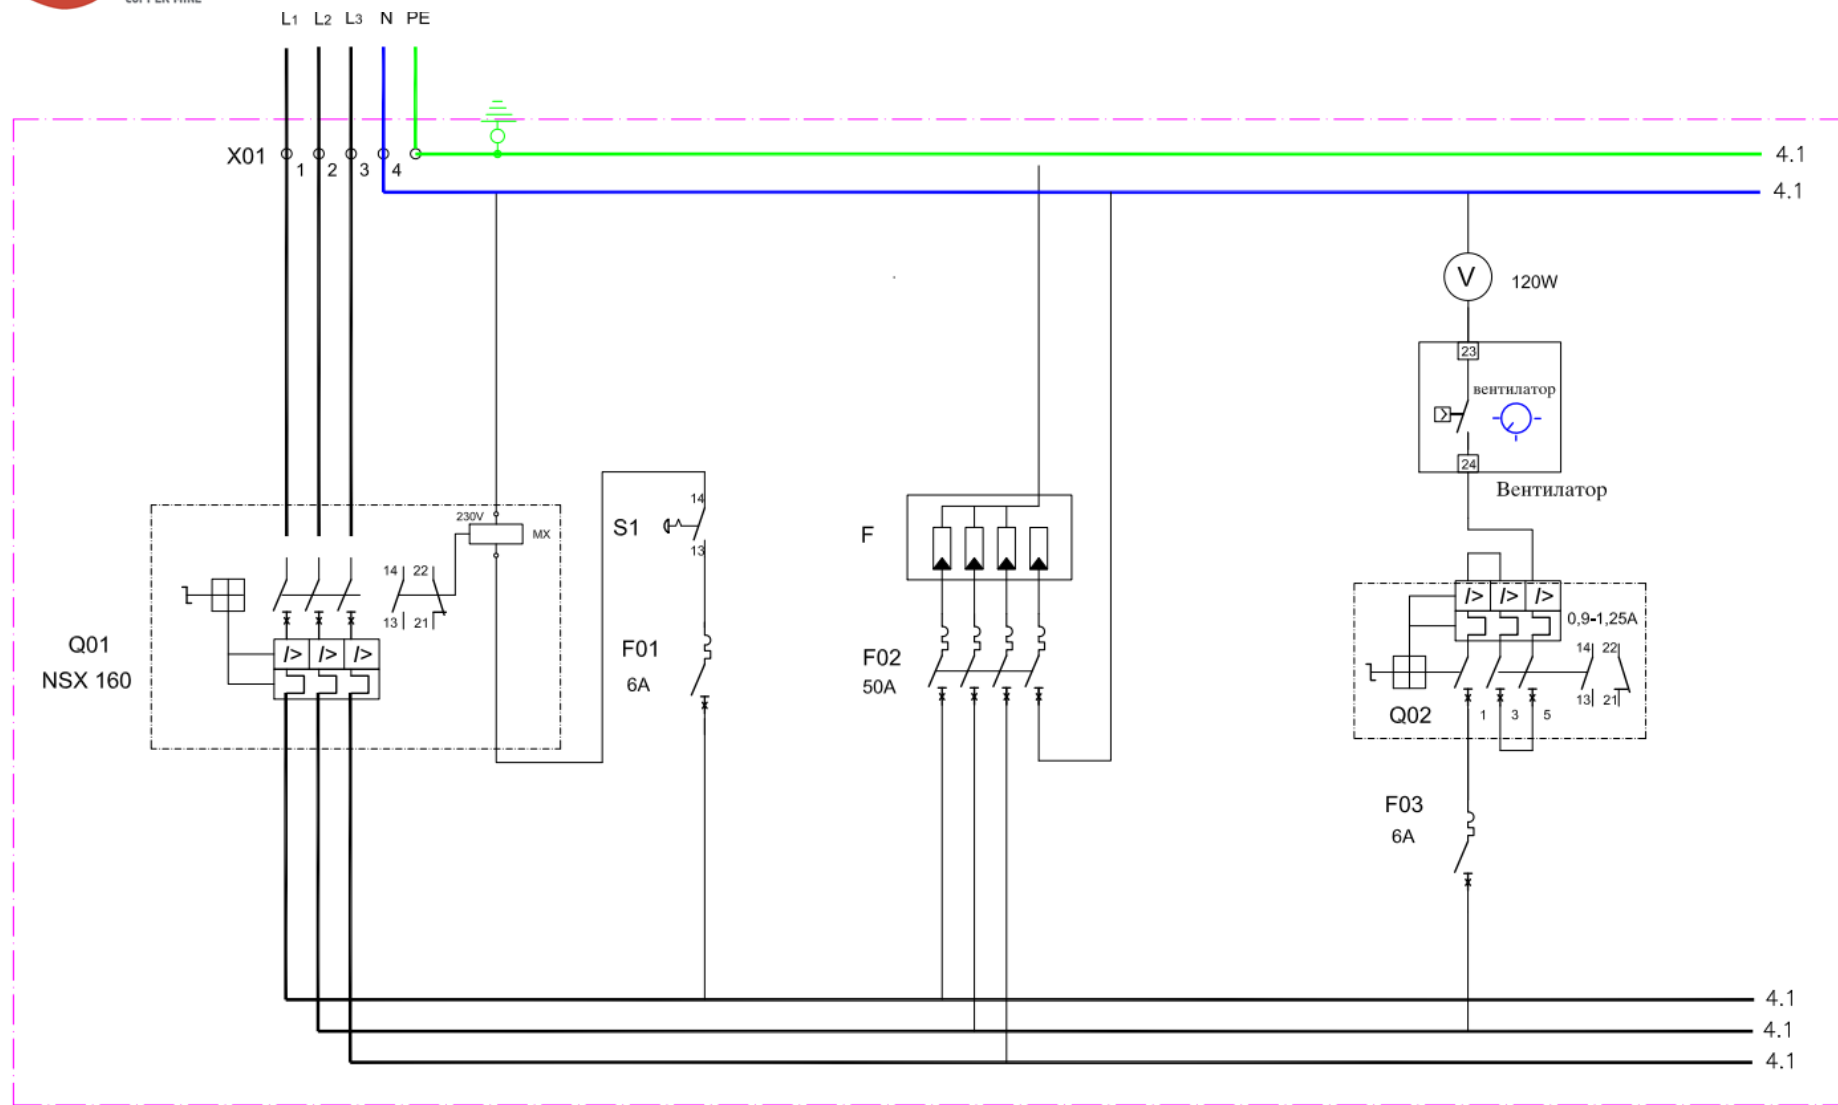 L1 L2 L3 N PE
X01 1 2 3 4
4.1
4.1
V 120W
23
вентилатор
24
Вентилатор
14
S1
13
230V MX
14 22
13 21
Q01
NSX 160
I> I> I>
F01
6A
F
F02
50A
I> I> I>
0,9-1,25A
14 22
13 21
Q02 1 3 5
F03
6A
4.1
4.1
4.1